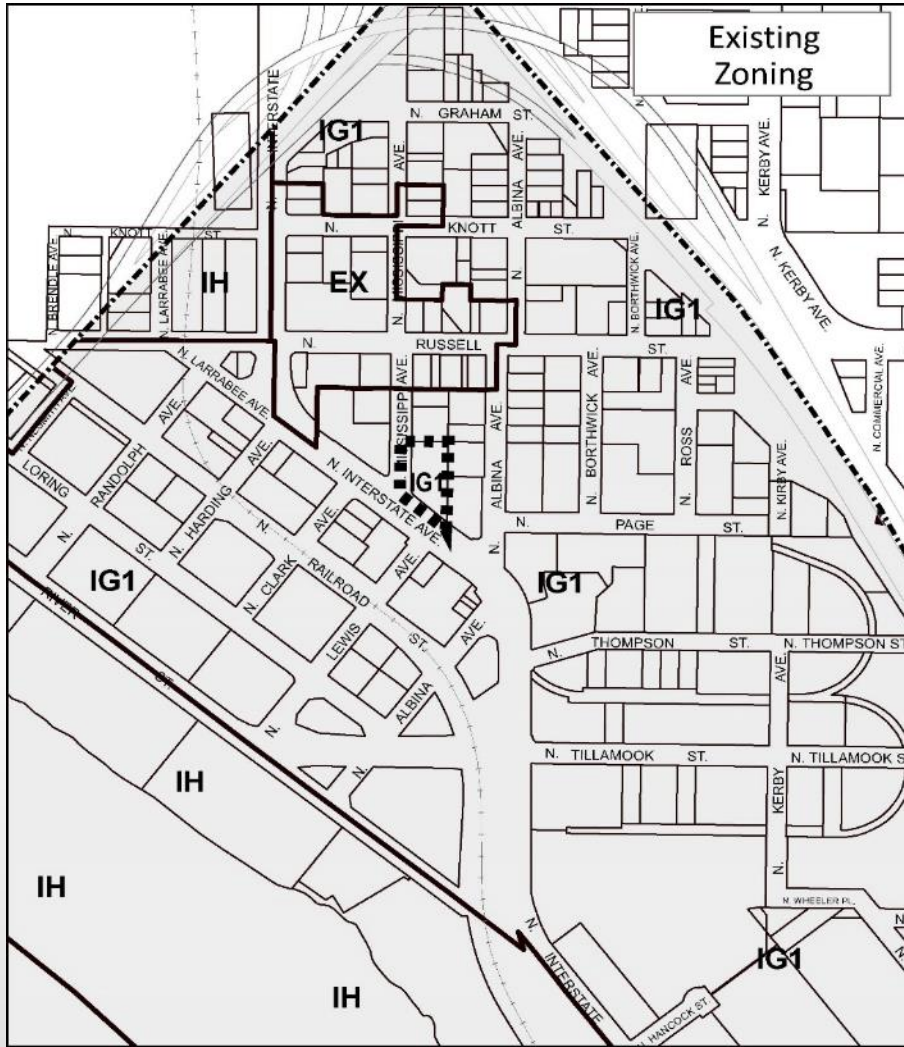 Existing
Zoning
N. INTERSTATE
N. GRAHAM ST.
IG1
AVE.
ALBINA AVE.
N. KERBY AVE.
N. KERBY AVE.
N. BRENDLE AVE.
N. KNOTT ST.
N. LARRABEE AVE.
IH
N. KNOTT ST.
EX
N. MISSISSIPPI
N.
N. BORTHWICK AVE.
IG1
N. RUSSELL ST.
N. LARRABEE AVE.
MISSISSIPPI AVE.
N. ALBINA AVE.
N. BORTHWICK AVE.
N. ROSS AVE.
N. KIRBY AVE.
N. COMMERCIAL AVE.
IG1
N. INTERSTATE AVE.
N. PAGE ST.
LORING ST.
N. RANDOLPH AVE.
N. HARDING AVE.
N. CLARK AVE.
N. RAILROAD ST.
N. LEWIS AVE.
N. ALBINA AVE.
IG1
IG1
RIVER ST.
N. THOMPSON ST.
N. THOMPSON ST
N. TILLAMOOK ST.
N. TILLAMOOK S
N. KERBY AVE.
IH
IH
IH
N. WHEELER PL.
N.
IG1
N. INTERSTATE
N. HANCOCK ST.